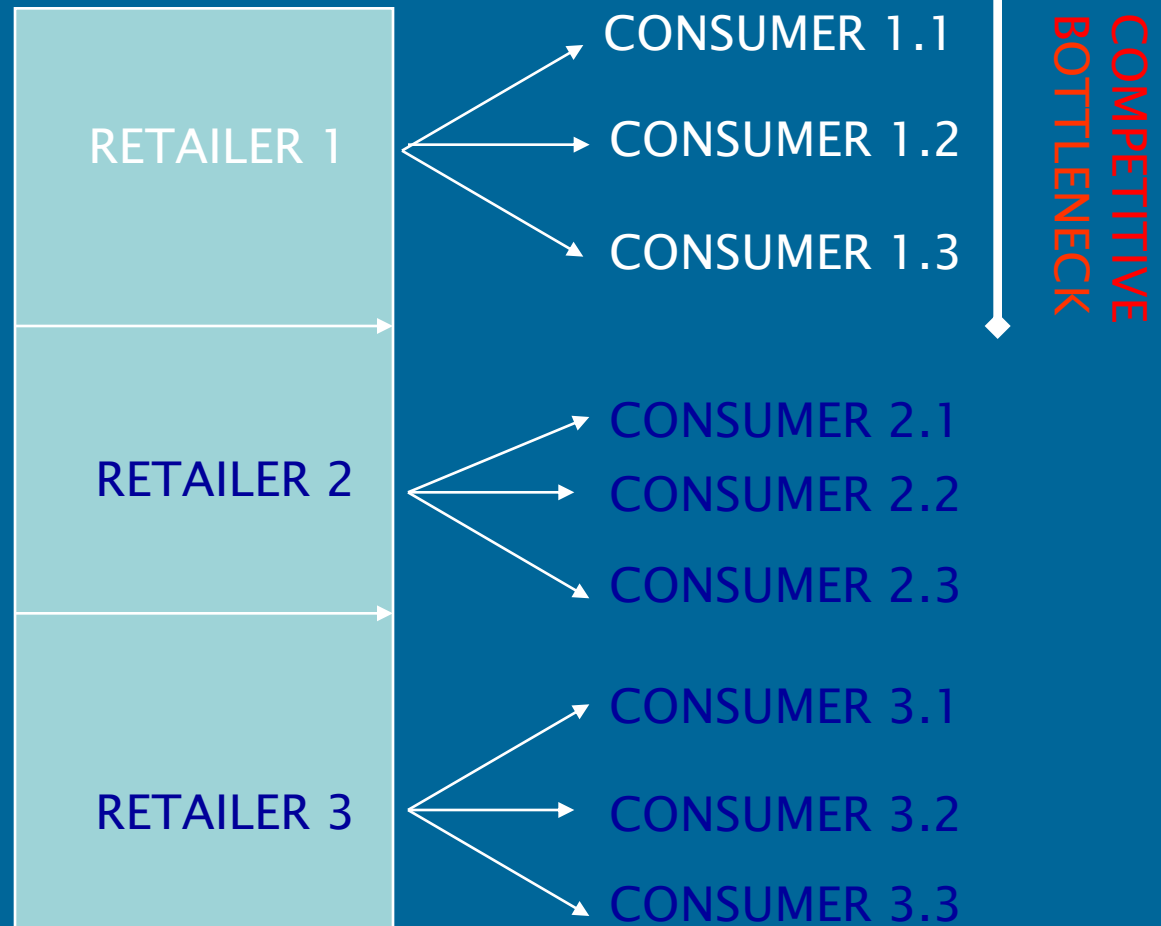 CONSUMER 1.1
RETAILER 1
CONSUMER 1.2
CONSUMER 1.3
COMPETITIVE
BOTTLENECK
CONSUMER 2.1
RETAILER 2
CONSUMER 2.2
CONSUMER 2.3
CONSUMER 3.1
RETAILER 3
CONSUMER 3.2
CONSUMER 3.3